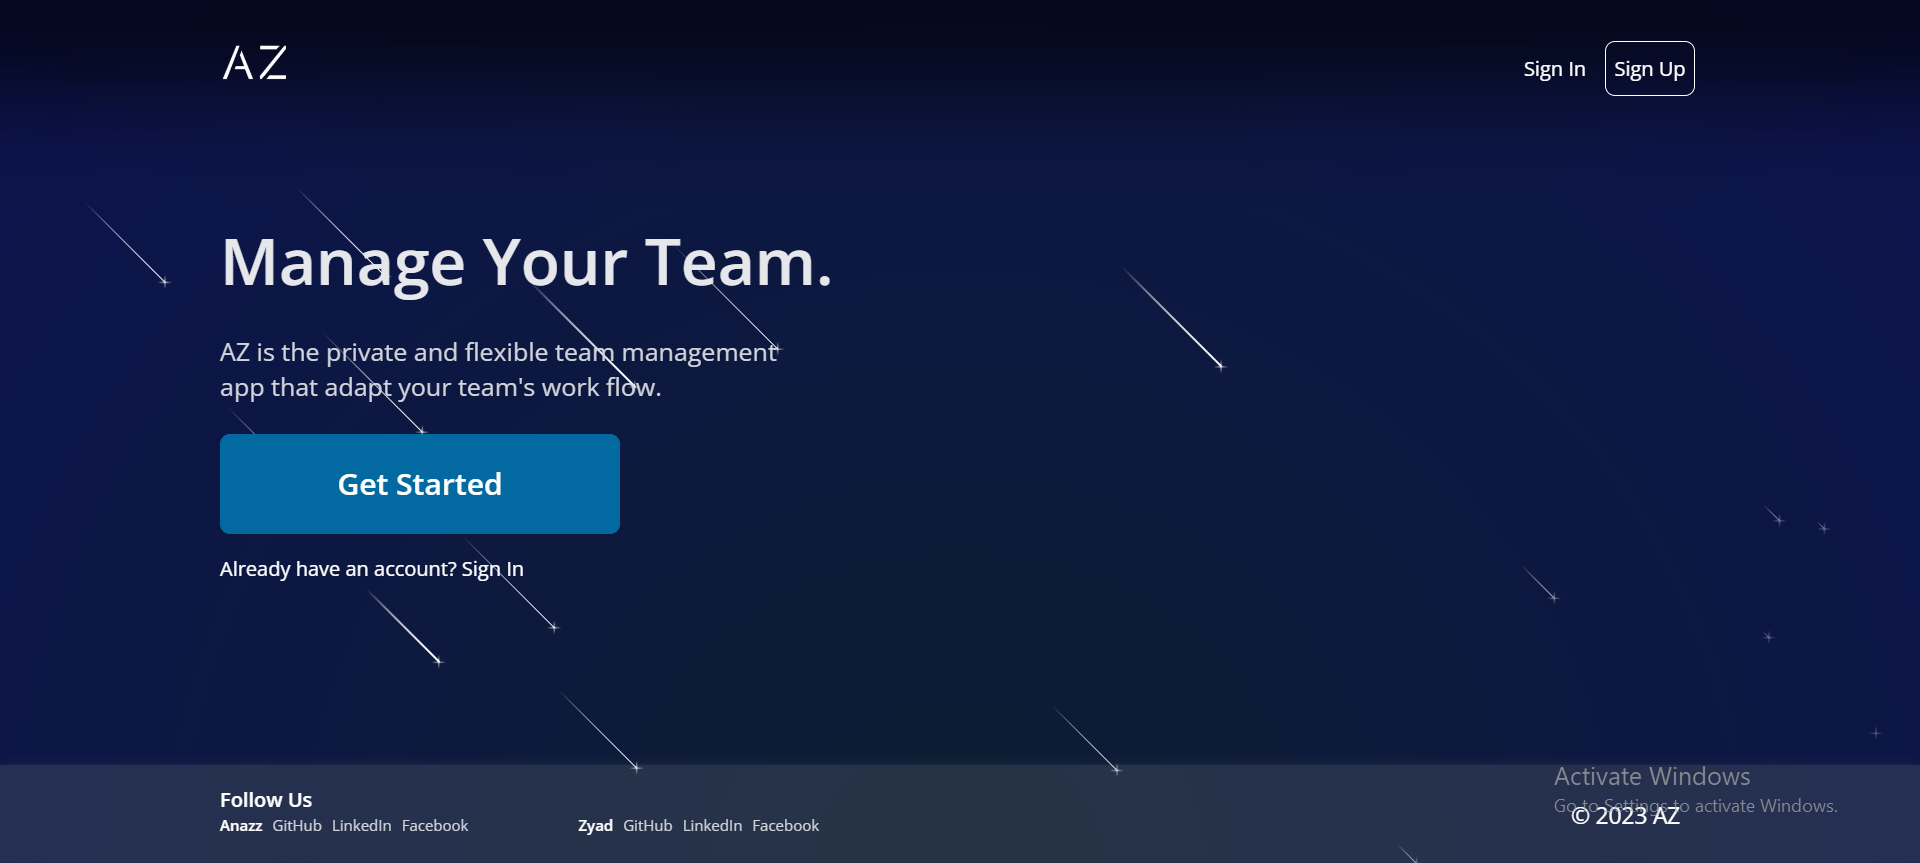 AZ
Sign In
Sign Up
Manage Your Team.
AZ is the private and flexible team management
app that adapt your team's work flow.
Get Started
Already have an account? Sign In
Follow Us
Anazz GitHub LinkedIn Facebook
Zyad GitHub LinkedIn Facebook
Activate Windows
Go to Settings to activate Windows.
© 2023 AZ